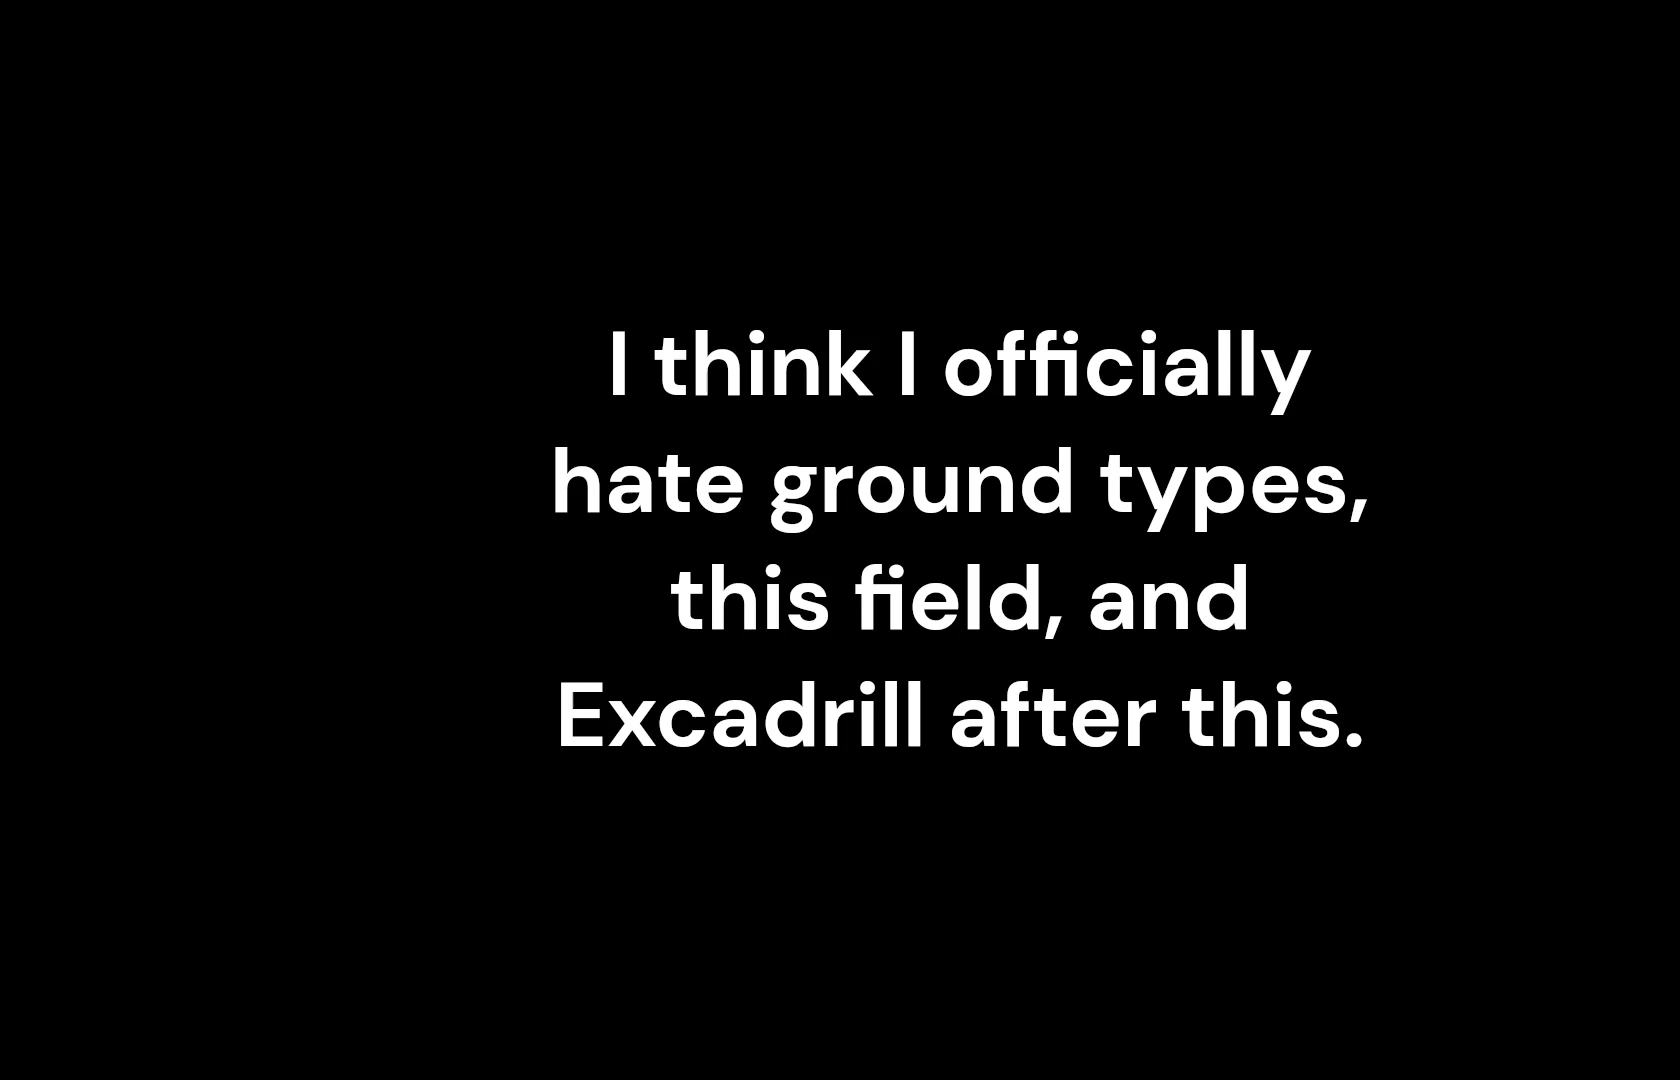 I think I officially
hate ground types,
this field, and
Excadrill after this.